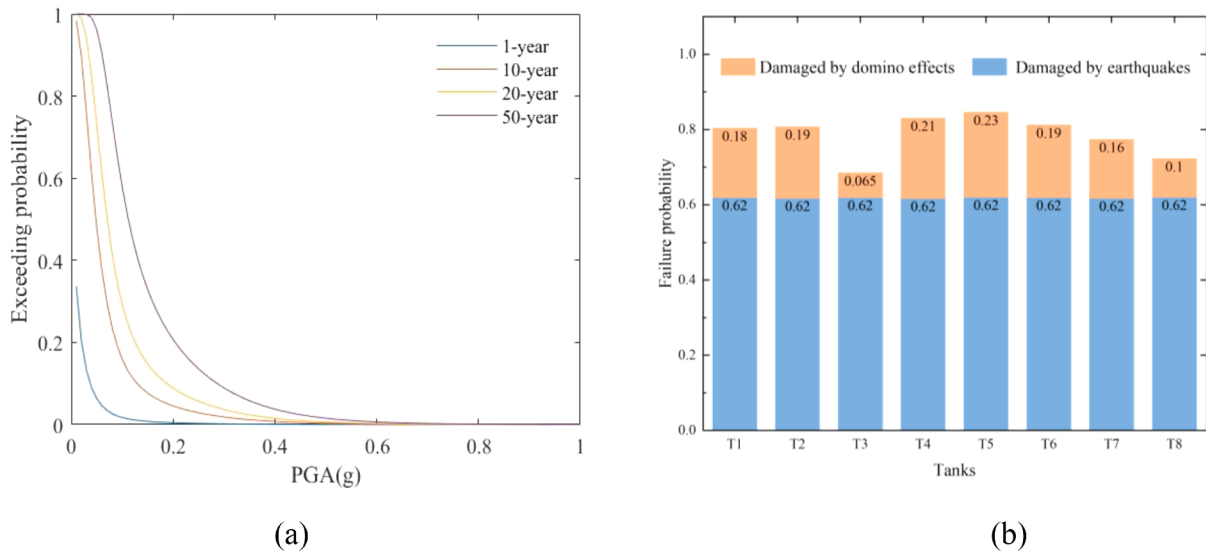 1
0.8
0.6
0.4
0.2
0
0 0.2 0.4 0.6 0.8 1
Exceeding probability
PGA(g)
1-year
10-year
20-year
50-year
(a)
1.0
0.8
0.6
0.4
0.2
0.0
Failure probability
Damaged by domino effects Damaged by earthquakes
0.18 0.19 0.065 0.21 0.23 0.19 0.16 0.1
0.62 0.62 0.62 0.62 0.62 0.62 0.62 0.62
T1 T2 T3 T4 T5 T6 T7 T8
Tanks
(b)